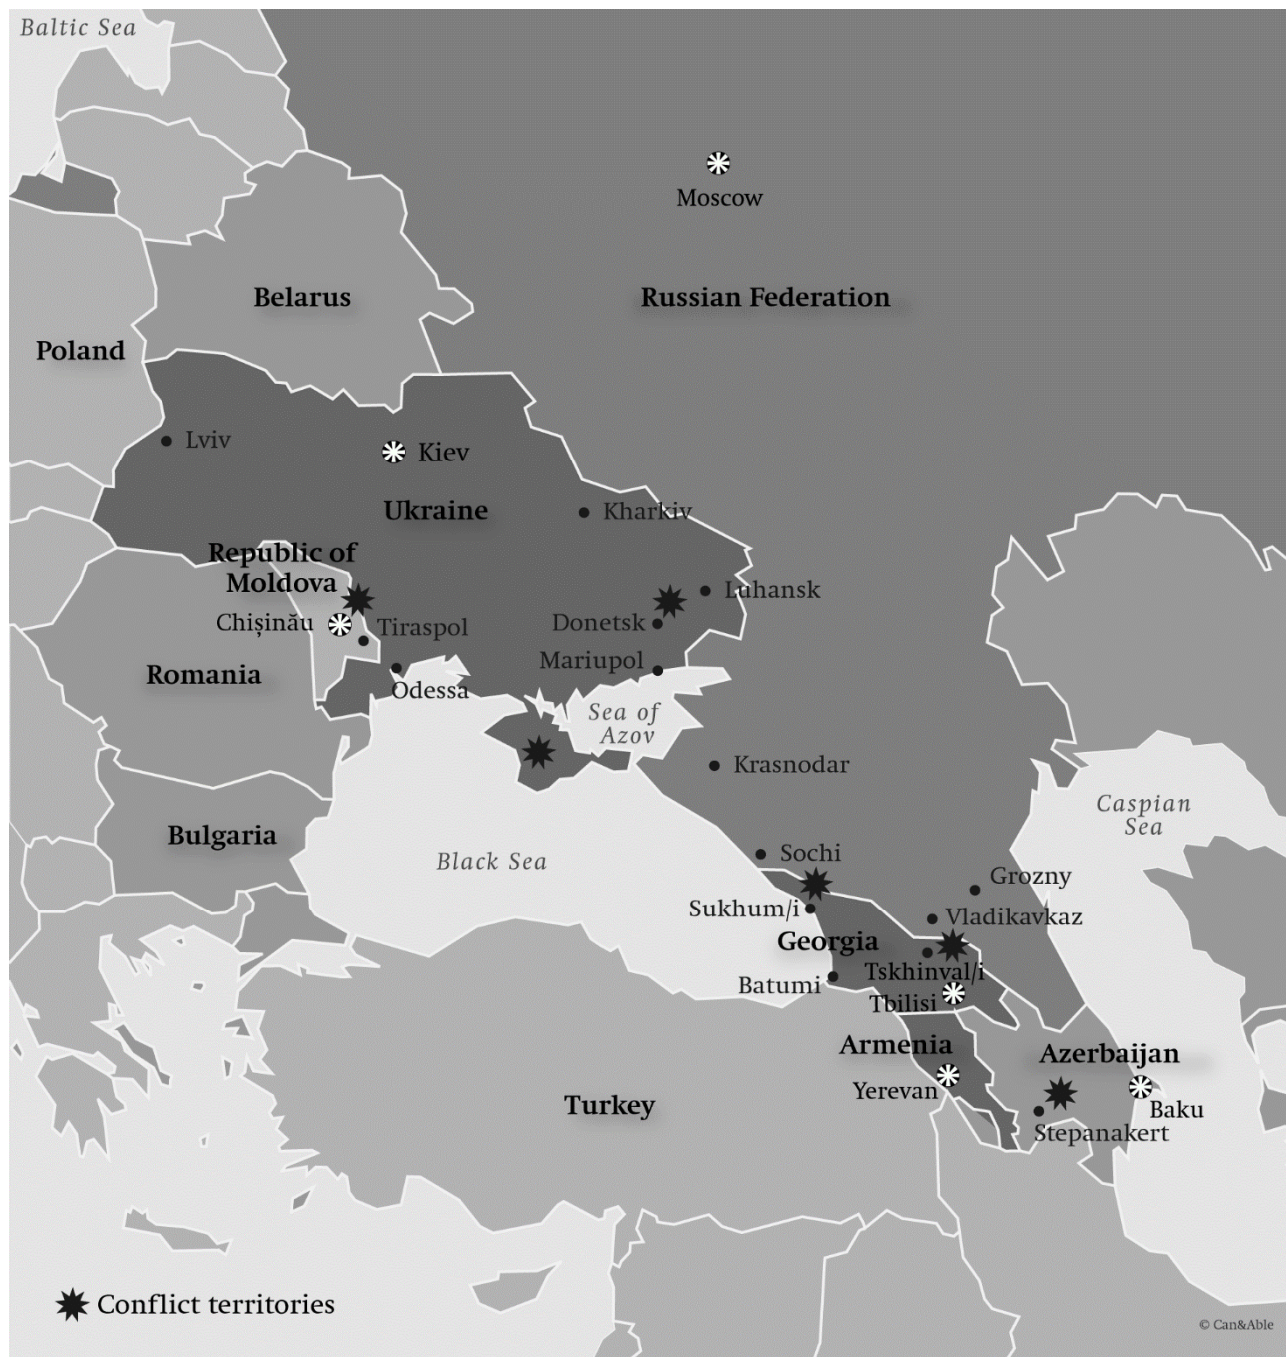 Baltic Sea
Moscow
Belarus
Russian Federation
Poland
Lviv
Kiev
Ukraine
Kharkiv
Republic of
Moldova
Luhansk
Chișinău
Tiraspol
Donetsk
Mariupol
Romania
Odessa
Sea of
Azov
Krasnodar
Caspian
Sea
Bulgaria
Black Sea
Sochi
Grozny
Sukhum/i
Vladikavkaz
Georgia
Tskhinval/i
Batumi
Tbilisi
Armenia
Azerbaijan
Yerevan
Turkey
Baku
Stepanakert
Conflict territories
© Can&Able